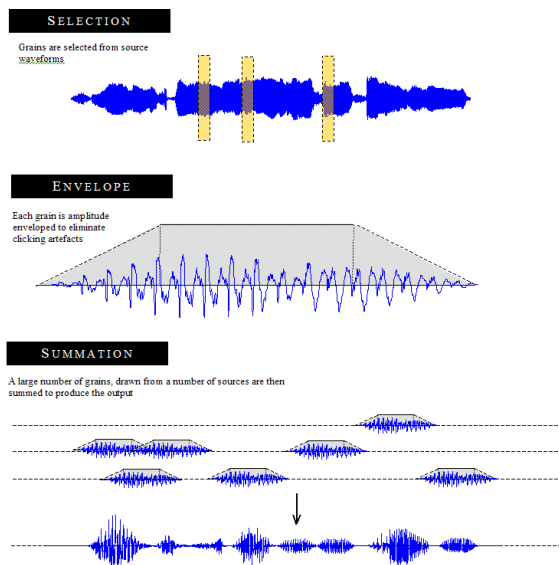 SELECTION
Grains are selected from source
waveforms
ENVELOPE
Each grain is amplitude
enveloped to eliminate
clicking artefacts
SUMMATION
A large number of grains, drawn from a number of sources are then
summed to produce the output